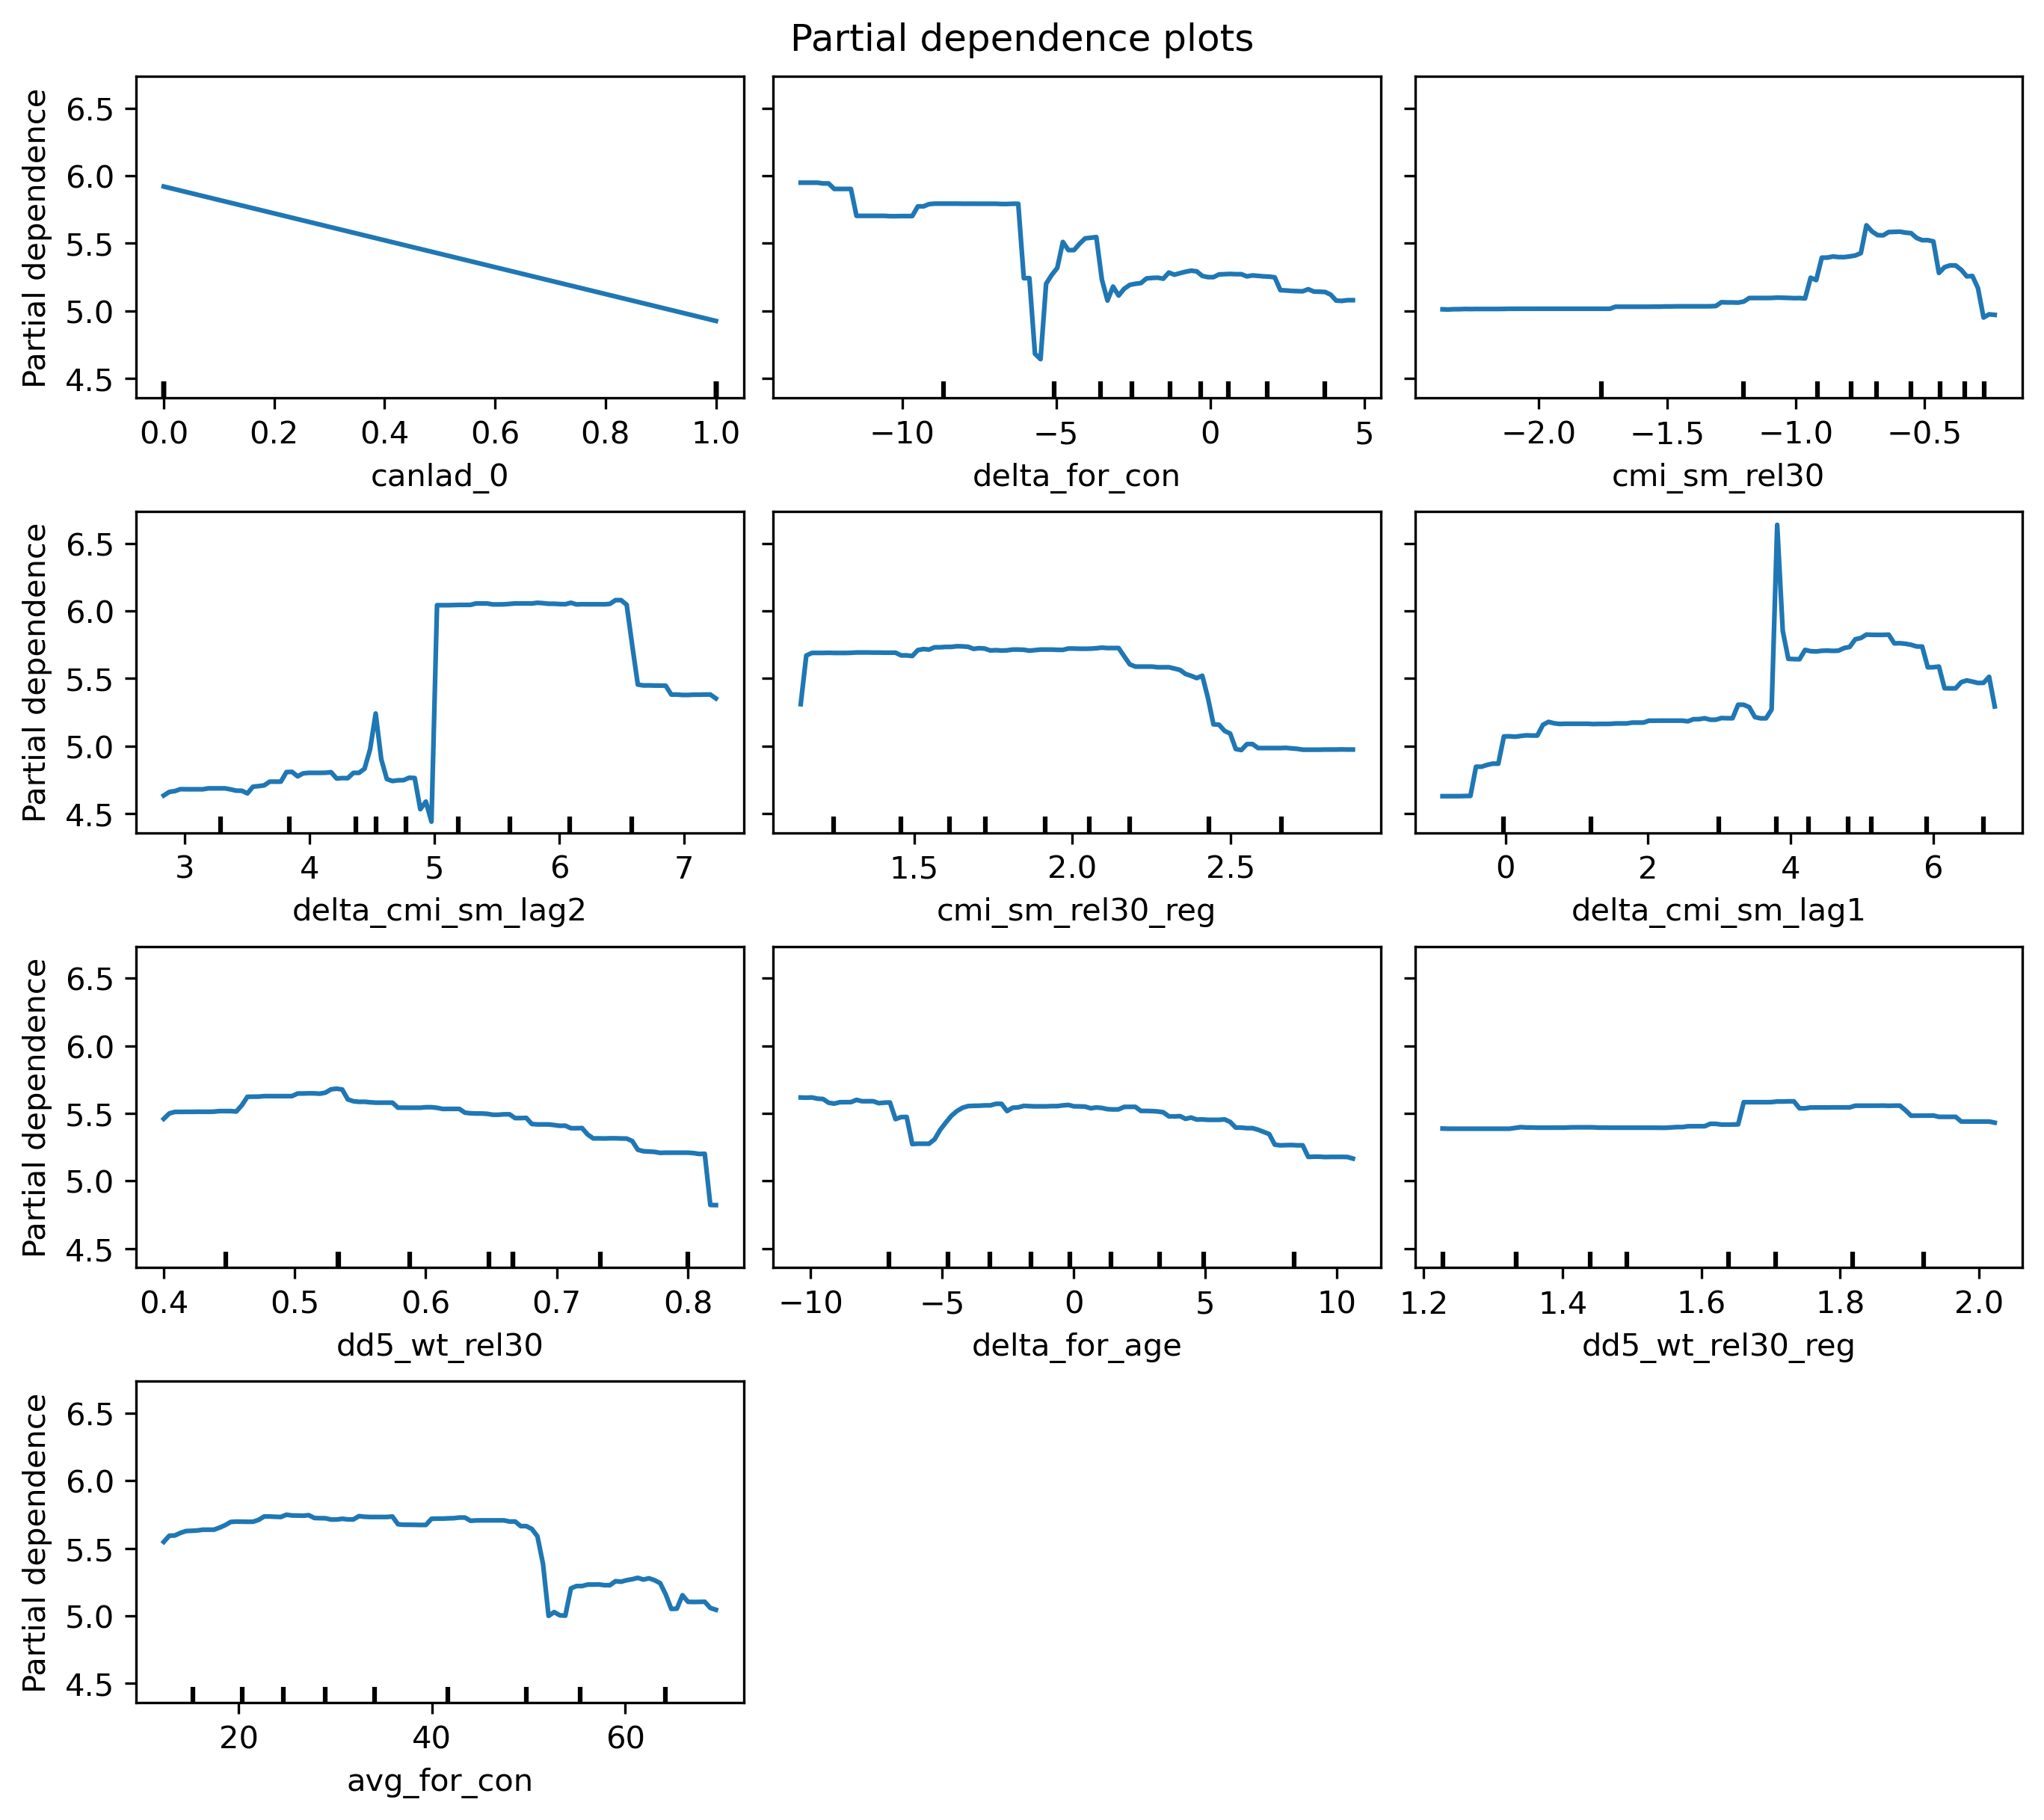 Partial dependence plots
Partial dependence
6.5
6.0
5.5
5.0
4.5
0.0 0.2 0.4 0.6 0.8 1.0
canlad_0
−10 −5 0 5
delta_for_con
−2.0 −1.5 −1.0 −0.5
cmi_sm_rel30
Partial dependence
6.5
6.0
5.5
5.0
4.5
3 4 5 6 7
delta_cmi_sm_lag2
1.5 2.0 2.5
cmi_sm_rel30_reg
0 2 4 6
delta_cmi_sm_lag1
Partial dependence
6.5
6.0
5.5
5.0
4.5
0.4 0.5 0.6 0.7 0.8
dd5_wt_rel30
−10 −5 0 5 10
delta_for_age
1.2 1.4 1.6 1.8 2.0
dd5_wt_rel30_reg
Partial dependence
6.5
6.0
5.5
5.0
4.5
20 40 60
avg_for_con